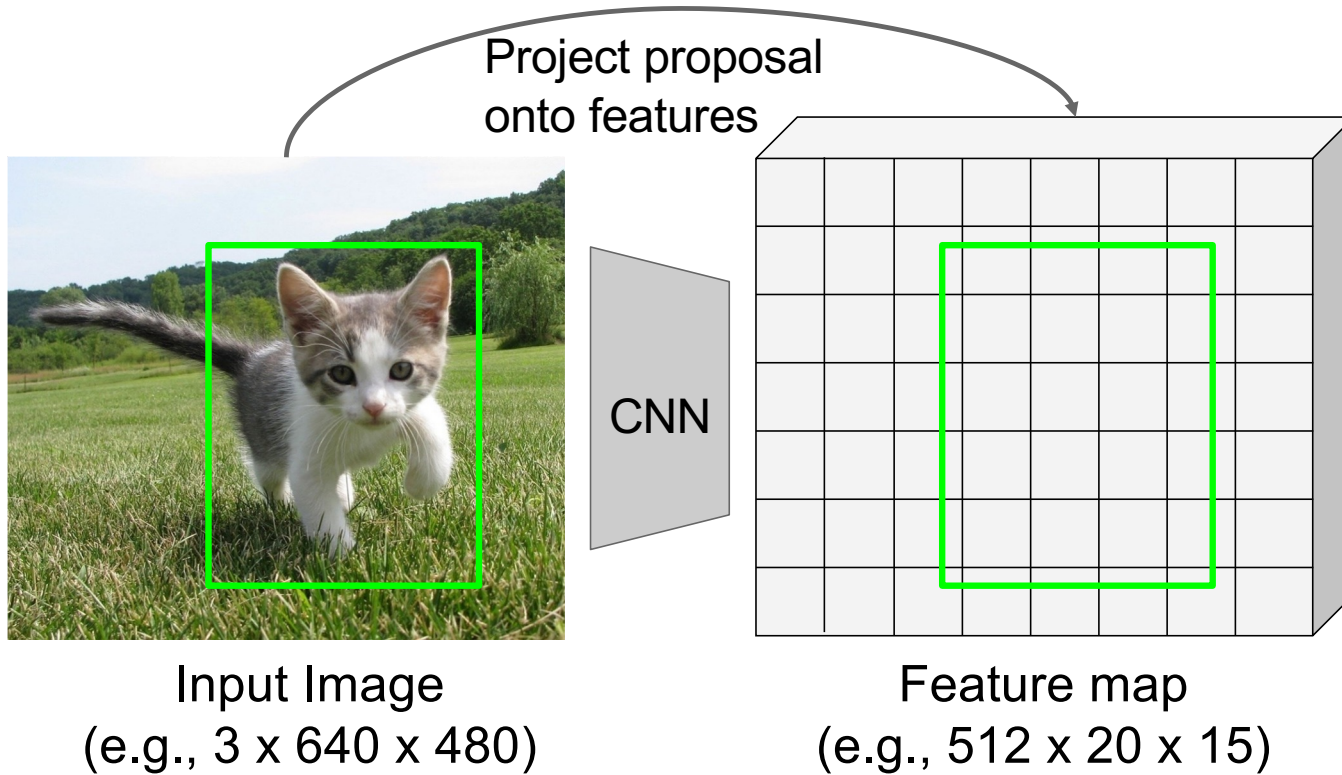 Project proposal
onto features
CNN
Input Image
(e.g., 3 x 640 x 480)
Feature map
(e.g., 512 x 20 x 15)